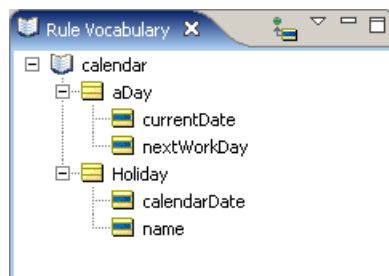 Rule Vocabulary
calendar
aDay
currentDate
nextWorkDay
Holiday
calendarDate
name